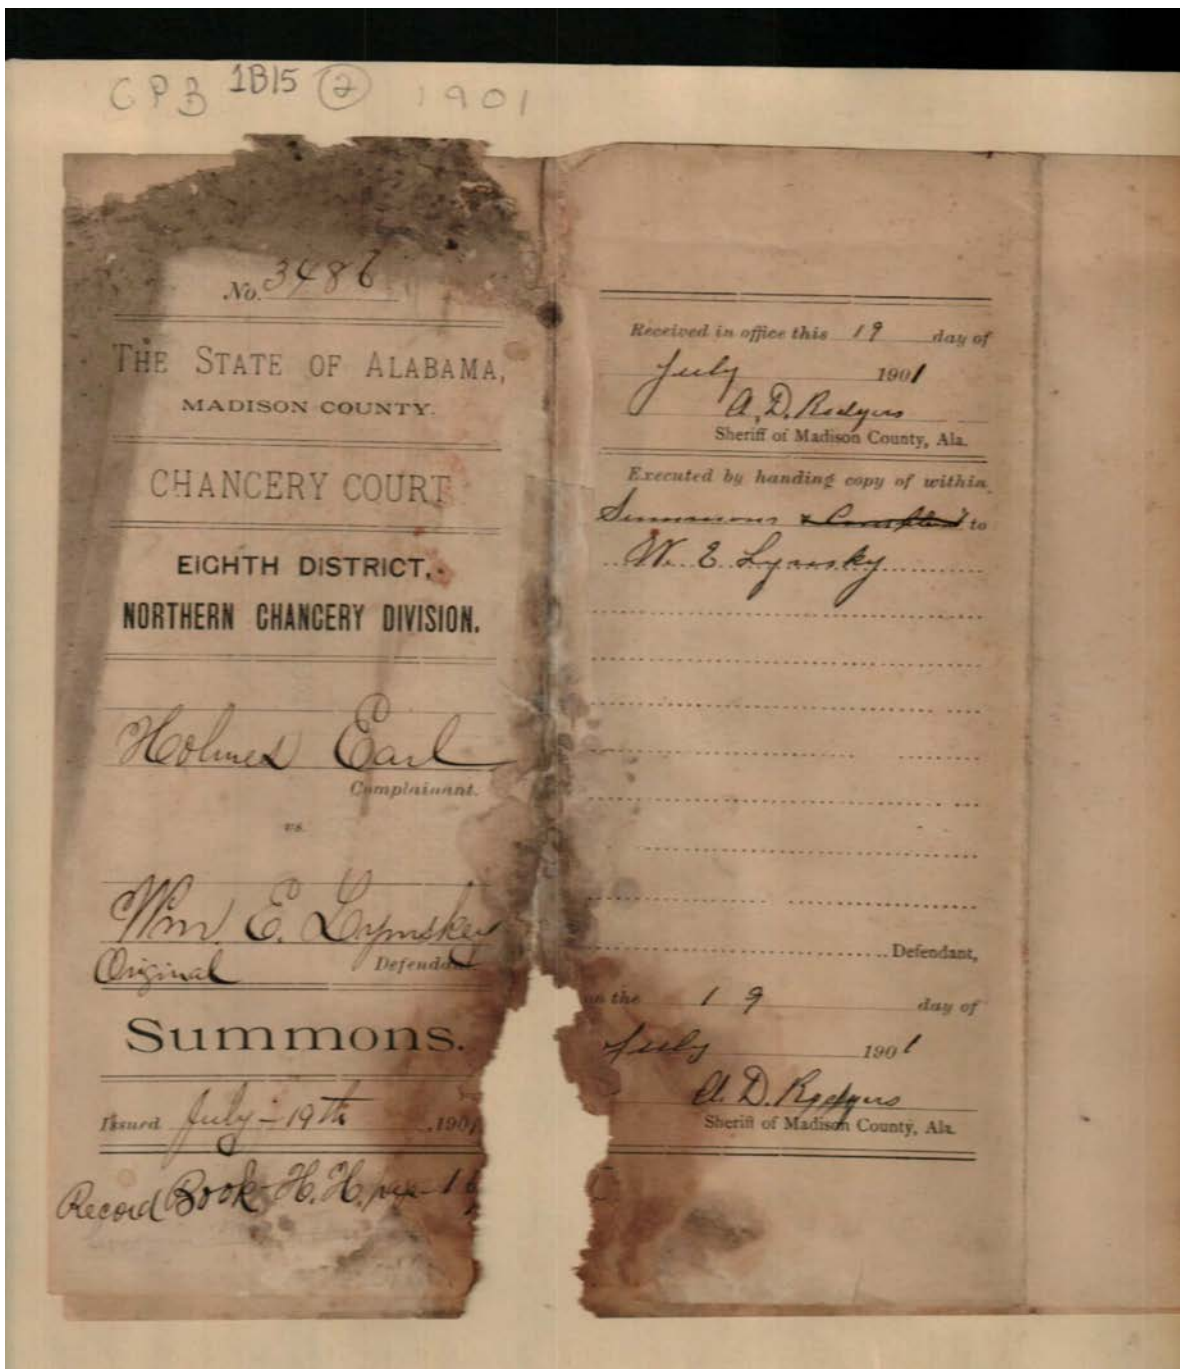 CPB 1B15 2 1901
No. 3486
THE STATE OF ALABAMA,
MADISON COUNTY.
CHANCERY COURT
EIGHTH DISTRICT,
NORTHERN CHANCERY DIVISION.
Holmes Earl
Complainant.
vs.
Wm. E. Lymsky
Original Defendant
Summons.
Issued July-19th, 1901
Record Book-H.H.
Received in office this 19 day of
July 1901
A. D. Rodgers
Sheriff of Madison County, Ala.
Executed by handing copy of within
Summons to
W. E. Lymsky
Defendant,
on the 19 day of
July 1901
A. D. Rodgers
Sheriff of Madison County, Ala.